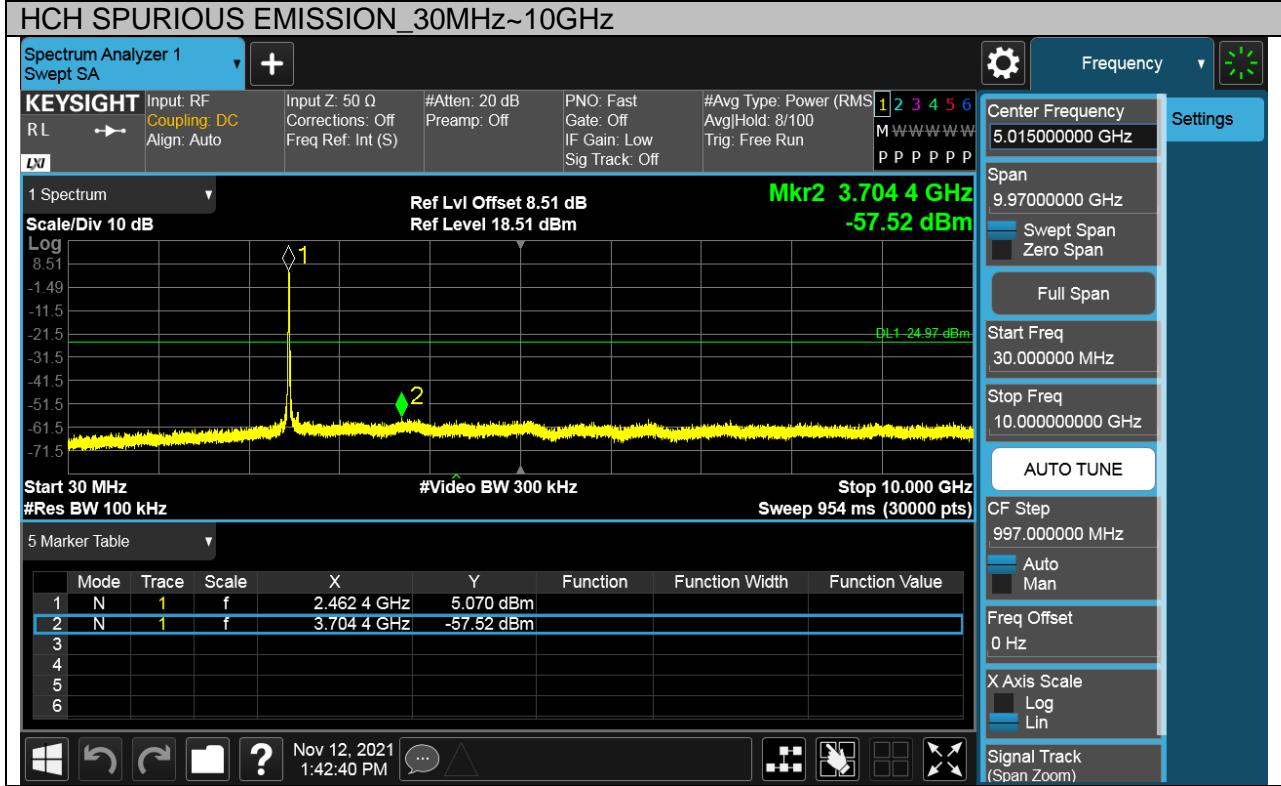 HCH SPURIOUS EMISSION_30MHz~10GHz
Spectrum Analyzer 1
Swept SA
+
Frequency
KEYSIGHT
RL
LXI
Input: RF
Coupling: DC
Align: Auto
Input Z: 50 Ω
Corrections: Off
Freq Ref: Int (S)
#Atten: 20 dB
Preamp: Off
PNO: Fast
Gate: Off
IF Gain: Low
Sig Track: Off
#Avg Type: Power (RMS
Avg|Hold: 8/100
Trig: Free Run
1 2 3 4 5 6
M W W W W W
P P P P P P
1 Spectrum
Scale/Div 10 dB
Ref Lvl Offset 8.51 dB
Ref Level 18.51 dBm
Mkr2 3.704 4 GHz
-57.52 dBm
Log
8.51
-1.49
-11.5
-21.5
-31.5
-41.5
-51.5
-61.5
-71.5
1
2
DL1 -24.97 dBm
Start 30 MHz
#Video BW 300 kHz
Stop 10.000 GHz
#Res BW 100 kHz
Sweep 954 ms (30000 pts)
5 Marker Table
Mode Trace Scale X Y Function Function Width Function Value
1 N 1 f 2.462 4 GHz 5.070 dBm
2 N 1 f 3.704 4 GHz -57.52 dBm
3
4
5
6
?
Nov 12, 2021
1:42:40 PM
Center Frequency
5.015000000 GHz
Settings
Span
9.97000000 GHz
Swept Span
Zero Span
Full Span
Start Freq
30.000000 MHz
Stop Freq
10.000000000 GHz
AUTO TUNE
CF Step
997.000000 MHz
Auto
Man
Freq Offset
0 Hz
X Axis Scale
Log
Lin
Signal Track
(Span Zoom)